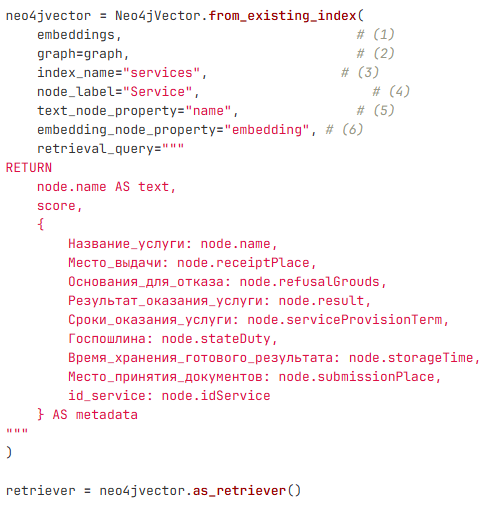 neo4jvector = Neo4jVector.from_existing_index(
    embeddings,                              # (1)
    graph=graph,                             # (2)
    index_name="services",                 # (3)
    node_label="Service",                      # (4)
    text_node_property="name",               # (5)
    embedding_node_property="embedding", # (6)
    retrieval_query="""
RETURN
    node.name AS text,
    score,
    {
        Название_услуги: node.name,
        Место_выдачи: node.receiptPlace,
        Основания_для_отказа: node.refusalGrouds,
        Результат_оказания_услуги: node.result,
        Сроки_оказания_услуги: node.serviceProvisionTerm,
        Госпошлина: node.stateDuty,
        Время_хранения_готового_результата: node.storageTime,
        Место_принятия_документов: node.submissionPlace,
        id_service: node.idService
    } AS metadata
"""
)

retriever = neo4jvector.as_retriever()